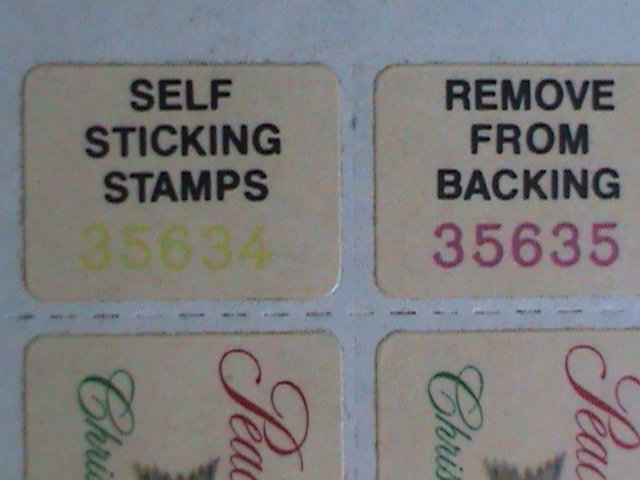 SELF
STICKING
STAMPS
35634
REMOVE
FROM
BACKING
35635